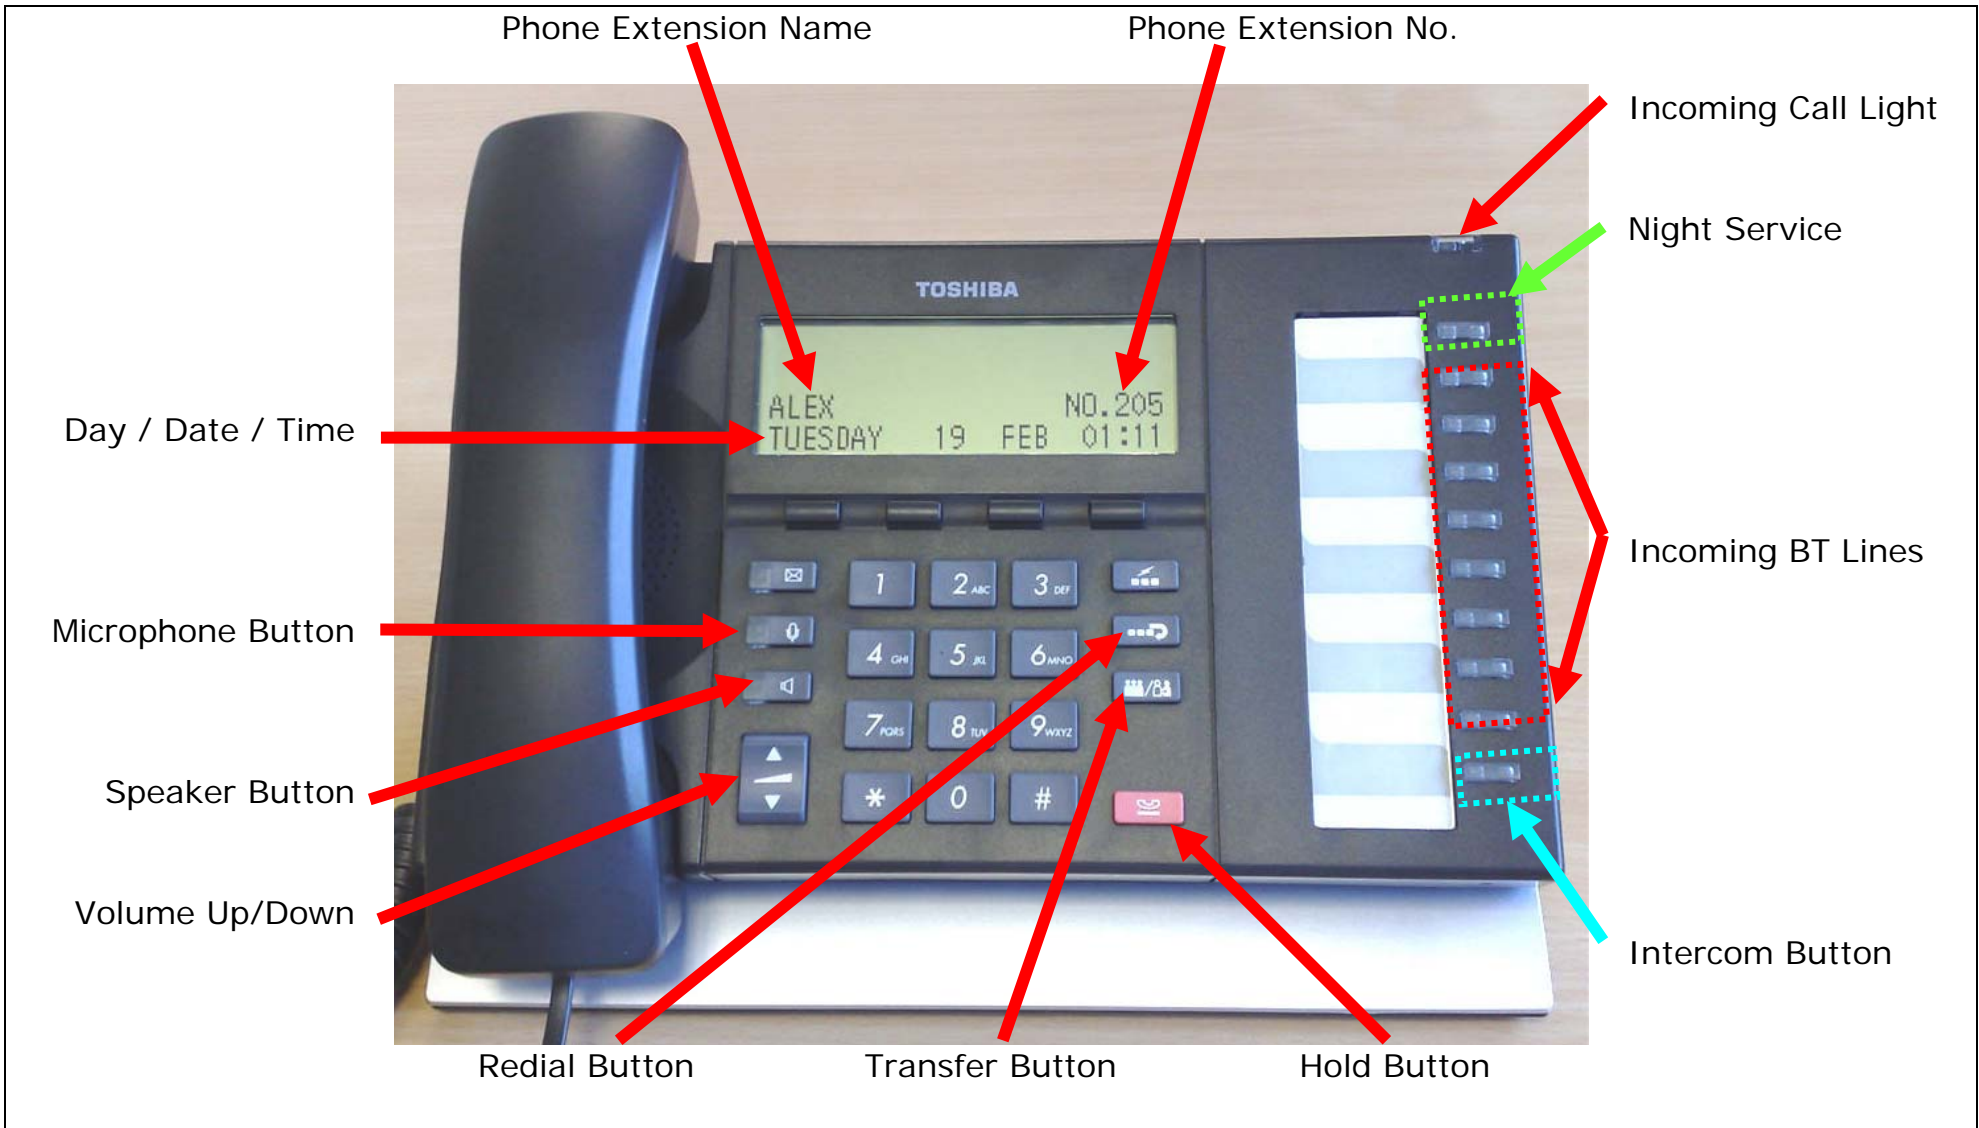 Phone Extension Name
Phone Extension No.
Incoming Call Light
Night Service
TOSHIBA
ALEX NO.205
TUESDAY 19 FEB 01:11
Day / Date / Time
Incoming BT Lines
1 2 ABC 3 DEF
Microphone Button
4 GHI 5 JKL 6 MNO
7 PQRS 8 TUV 9 WXYZ
Speaker Button
* 0 #
Volume Up/Down
Intercom Button
Redial Button
Transfer Button
Hold Button